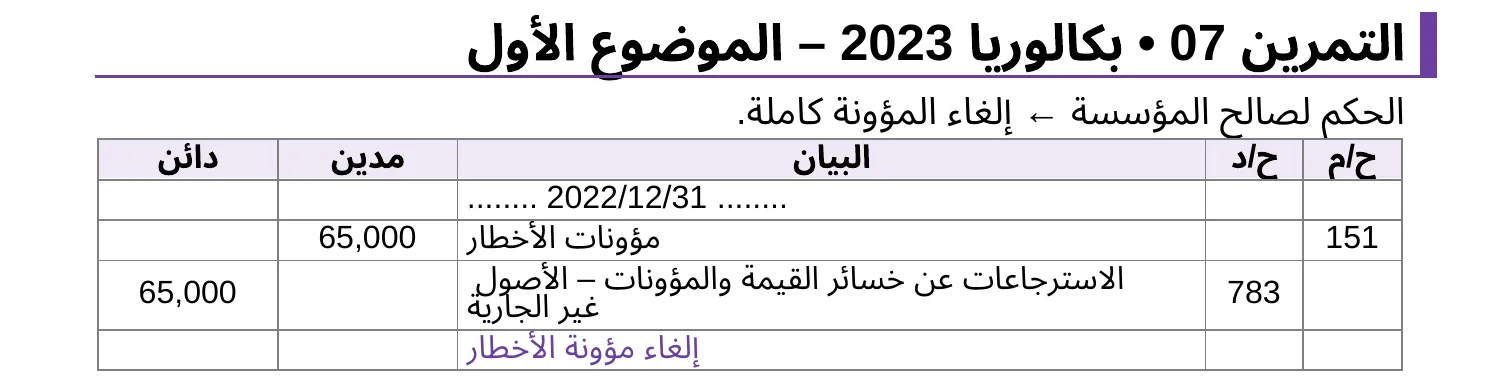 التمرين 07 • بكالوريا 2023 – الموضوع الأول
الحكم لصالح المؤسسة ← إلغاء المؤونة كاملة.
ح/م ح/د البيان مدين دائن
........ 2022/12/31 ........
151 مؤونات الأخطار 65,000
783 الاسترجاعات عن خسائر القيمة والمؤونات – الأصول 65,000
غير الجارية
إلغاء مؤونة الأخطار